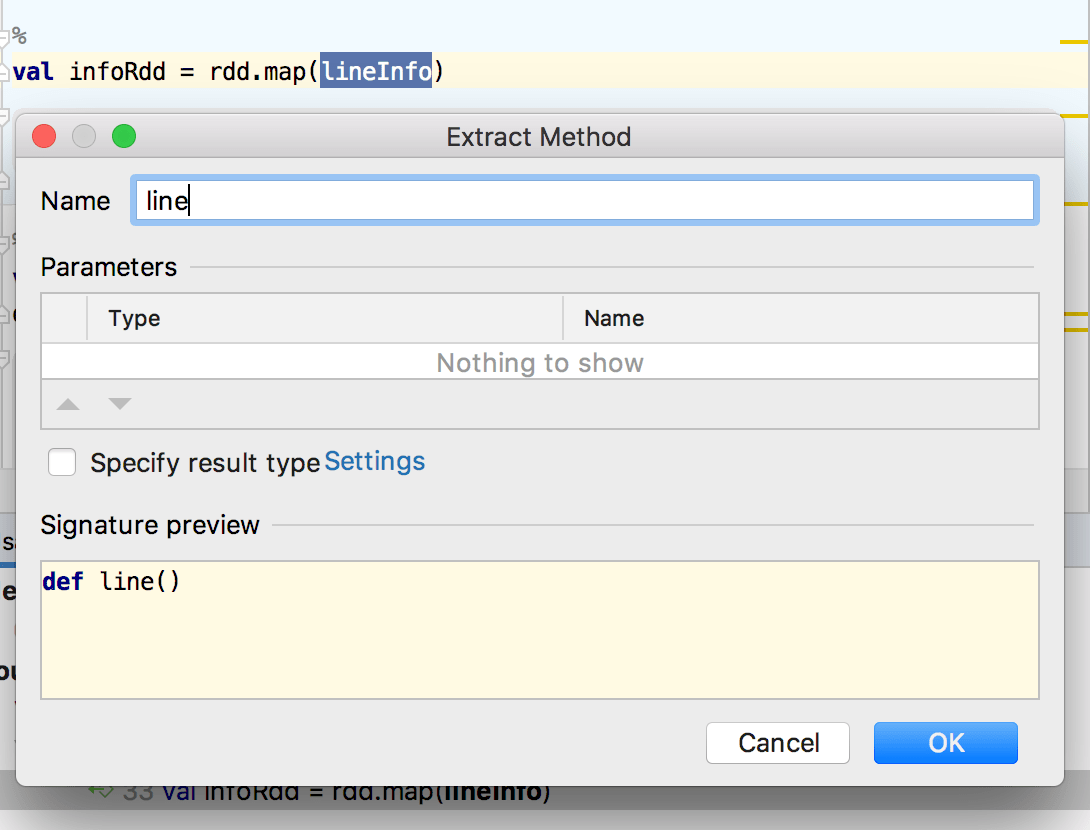 %
val infoRdd = rdd.map(lineInfo)
Extract Method
Name line
Parameters
Type Name
Nothing to show
Specify result type Settings
Signature preview
def line()
Cancel OK
33 val infoRdd = rdd.map(lineInfo)